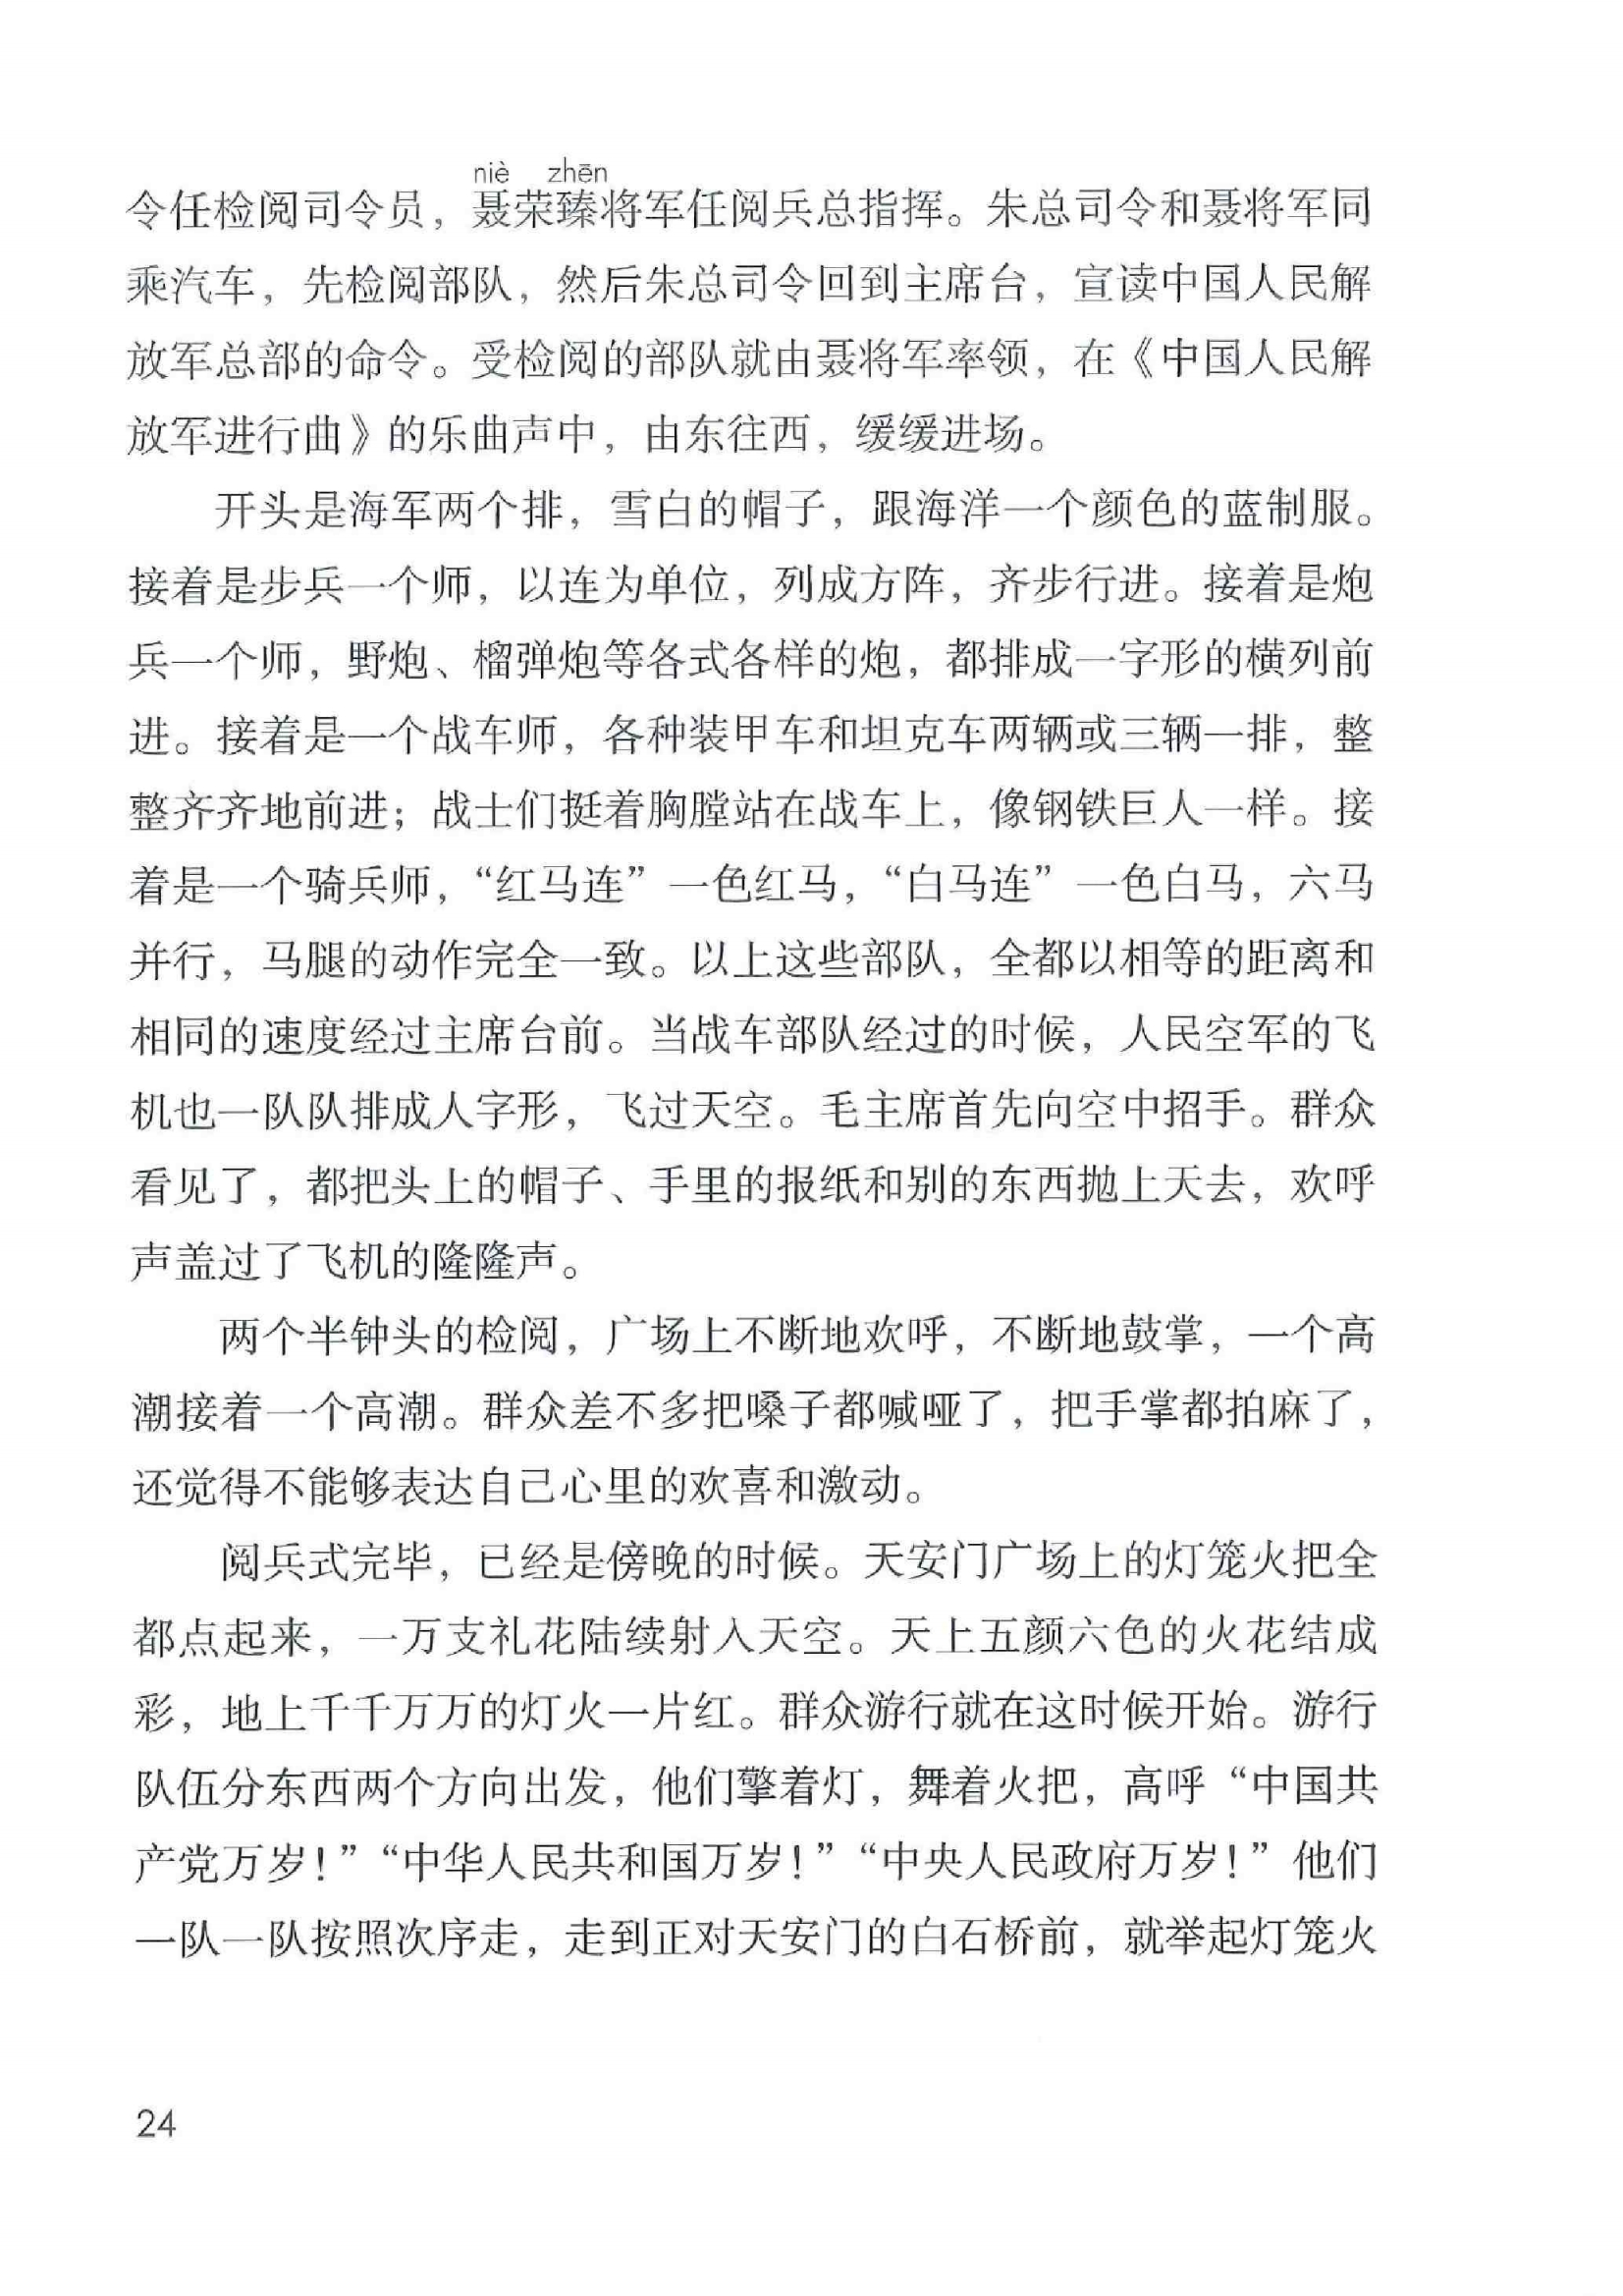 niè zhēn
令任检阅司令员，聂荣臻将军任阅兵总指挥。朱总司令和聂将军同
乘汽车，先检阅部队，然后朱总司令回到主席台，宣读中国人民解
放军总部的命令。受检阅的部队就由聂将军率领，在《中国人民解
放军进行曲》的乐曲声中，由东往西，缓缓进场。
开头是海军两个排，雪白的帽子，跟海洋一个颜色的蓝制服。
接着是步兵一个师，以连为单位，列成方阵，齐步行进。接着是炮
兵一个师，野炮、榴弹炮等各式各样的炮，都排成一字形的横列前
进。接着是一个战车师，各种装甲车和坦克车两辆或三辆一排，整
整齐齐地前进；战士们挺着胸膛站在战车上，像钢铁巨人一样。接
着是一个骑兵师，“红马连”一色红马，“白马连”一色白马，六马
并行，马腿的动作完全一致。以上这些部队，全都以相等的距离和
相同的速度经过主席台前。当战车部队经过的时候，人民空军的飞
机也一队队排成人字形，飞过天空。毛主席首先向空中招手。群众
看见了，都把头上的帽子、手里的报纸和别的东西抛上天去，欢呼
声盖过了飞机的隆隆声。
两个半钟头的检阅，广场上不断地欢呼，不断地鼓掌，一个高
潮接着一个高潮。群众差不多把嗓子都喊哑了，把手掌都拍麻了，
还觉得不能够表达自己心里的欢喜和激动。
阅兵式完毕，已经是傍晚的时候。天安门广场上的灯笼火把全
都点起来，一万支礼花陆续射入天空。天上五颜六色的火花结成
彩，地上千千万万的灯火一片红。群众游行就在这时候开始。游行
队伍分东西两个方向出发，他们擎着灯，舞着火把，高呼“中国共
产党万岁！”“中华人民共和国万岁！”“中央人民政府万岁！”他们
一队一队按照次序走，走到正对天安门的白石桥前，就举起灯笼火
24